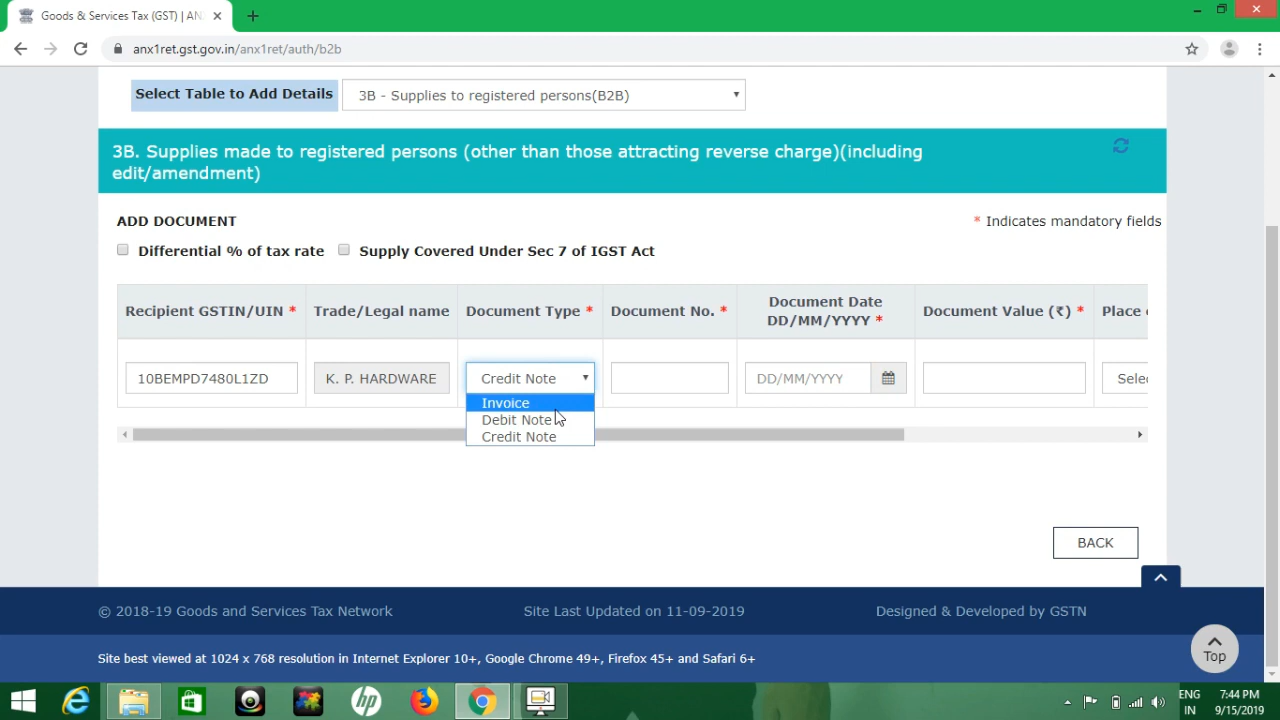 Goods & Services Tax (GST) | AN
anx1ret.gst.gov.in/anx1ret/auth/b2b
Select Table to Add Details
3B - Supplies to registered persons(B2B)
3B. Supplies made to registered persons (other than those attracting reverse charge)(including
edit/amendment)
ADD DOCUMENT
* Indicates mandatory fields
Differential % of tax rate
Supply Covered Under Sec 7 of IGST Act
Recipient GSTIN/UIN *
Trade/Legal name
Document Type *
Document No. *
Document Date
DD/MM/YYYY *
Document Value (₹) *
Place
10BEMPD7480L1ZD
K. P. HARDWARE
Credit Note
DD/MM/YYYY
Selec
Invoice
Debit Note
Credit Note
BACK
© 2018-19 Goods and Services Tax Network
Site Last Updated on 11-09-2019
Designed & Developed by GSTN
Site best viewed at 1024 x 768 resolution in Internet Explorer 10+, Google Chrome 49+, Firefox 45+ and Safari 6+
Top
hp
ENG
IN
7:44 PM
9/15/2019